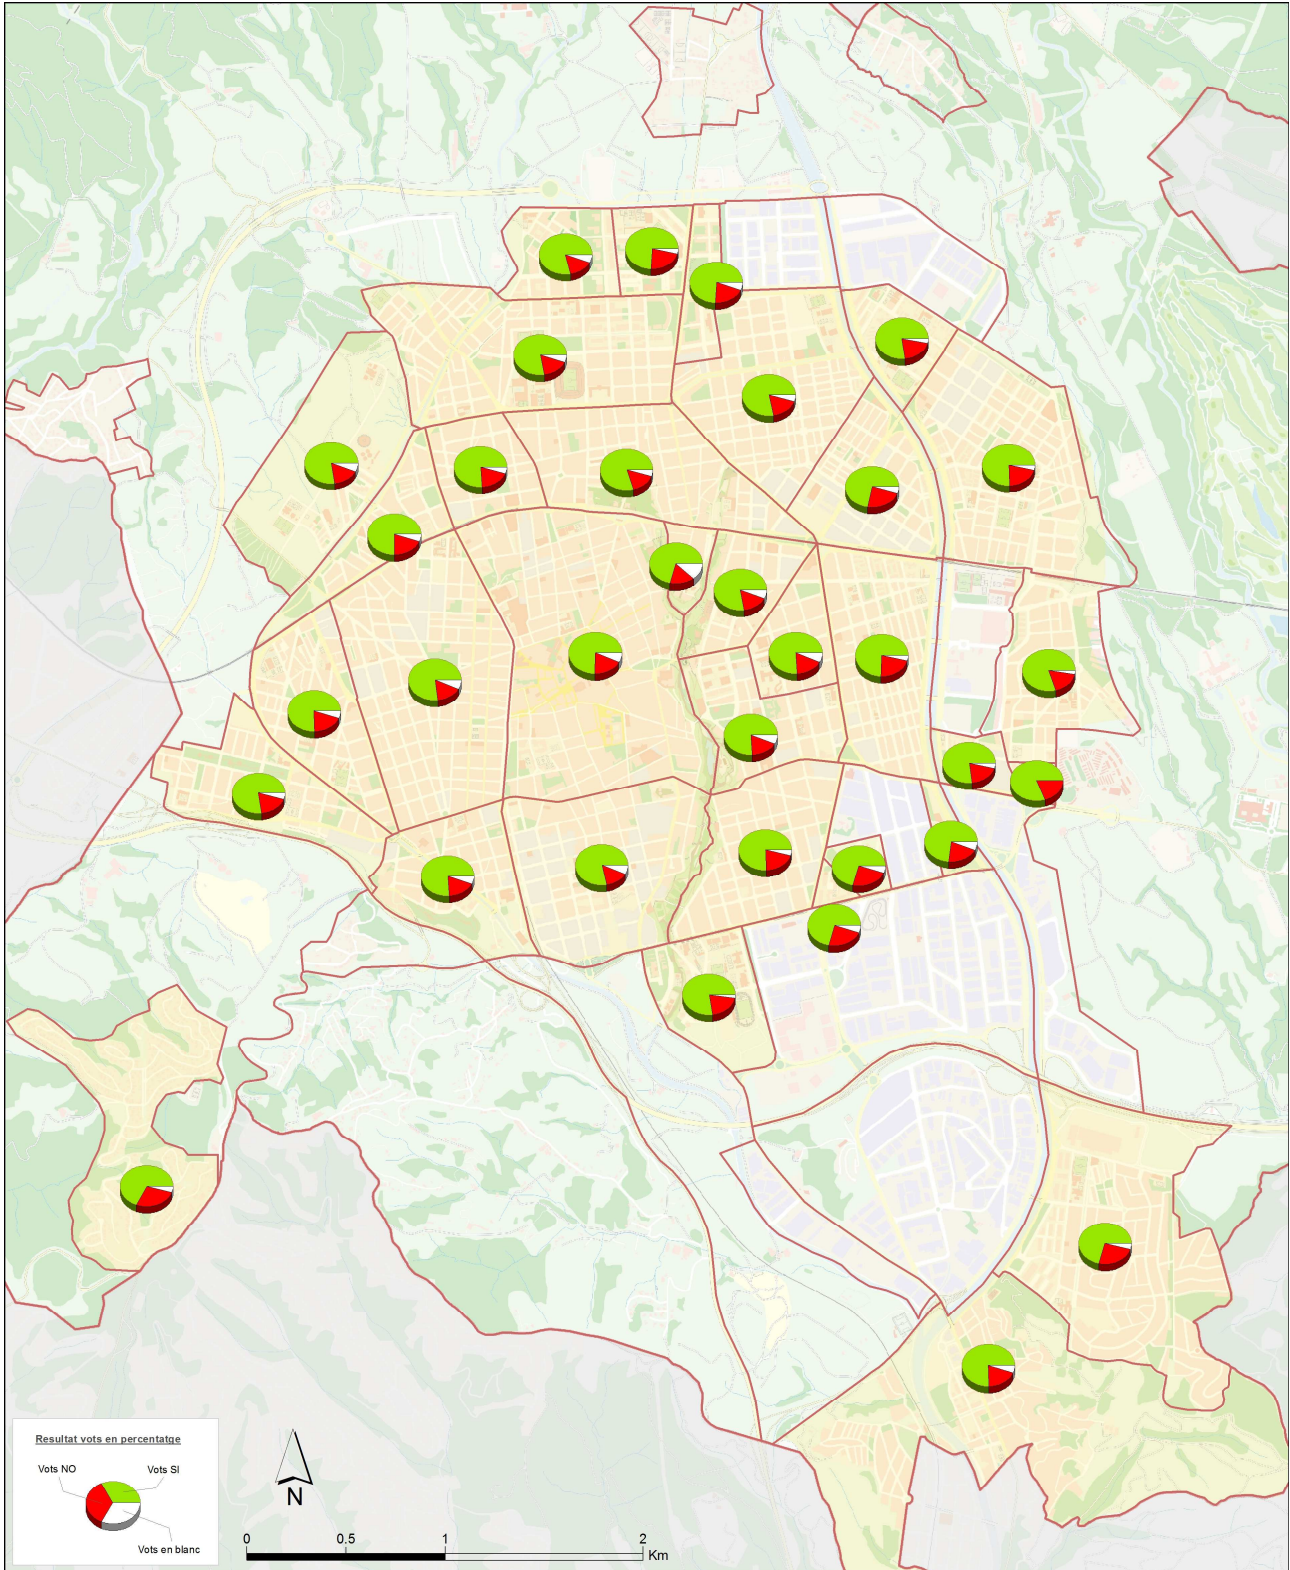 Resultat vots en percentatge
Vots NO
Vots SI
Vots en blanc
N
0
0.5
1
2
Km